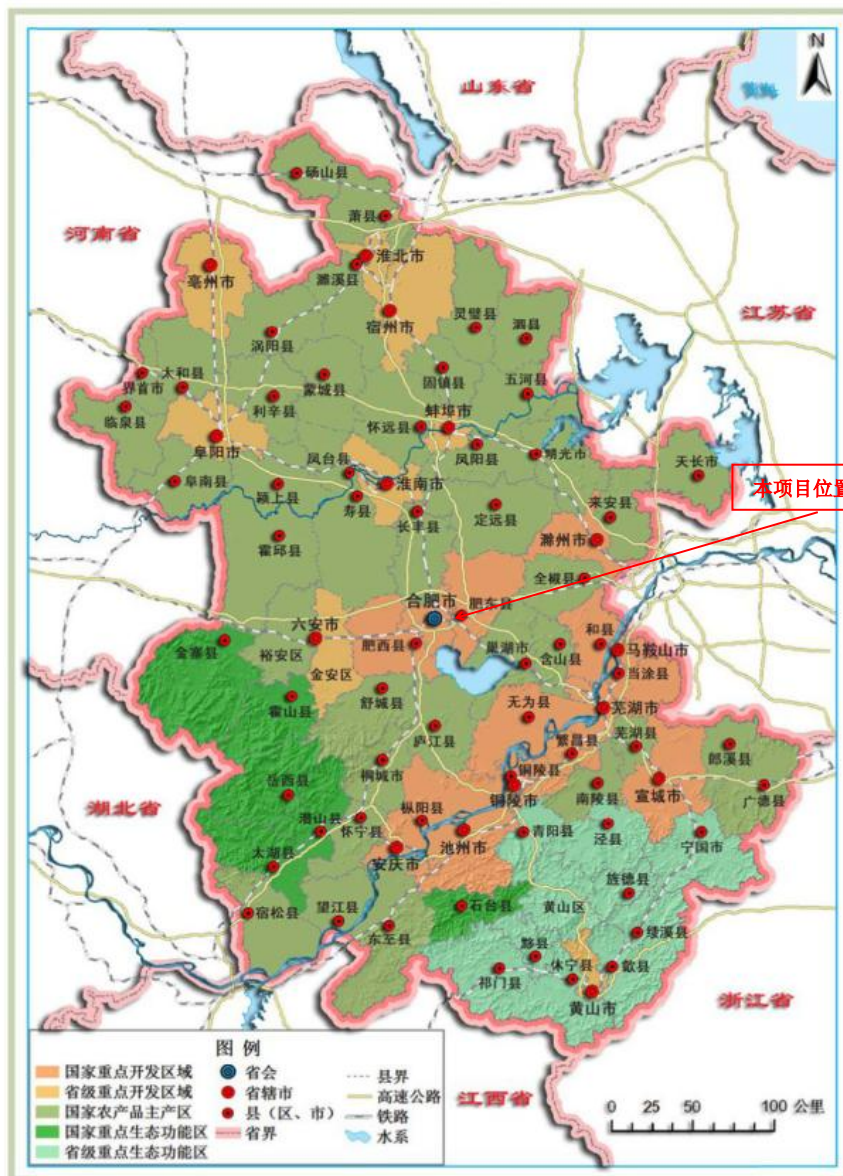 N
山东省
黄海
砀山县
萧县
河南省
淮北市
亳州市
濉溪县
宿州市
灵璧县
泗县
江苏省
涡阳县
太和县
界首市
蒙城县
固镇县
五河县
利辛县
临泉县
怀远县
蚌埠市
阜阳市
凤阳县
明光市
凤台县
天长市
阜南县
颍上县
淮南市
本项目位置
寿县
定远县
来安县
长丰县
滁州市
霍邱县
全椒县
合肥市
肥东县
六安市
和县
金寨县
肥西县
巢湖市
含山县
马鞍山市
裕安区
金安区
当涂县
舒城县
霍山县
无为县
芜湖市
庐江县
繁昌县
芜湖县
郎溪县
桐城市
铜陵县
岳西县
铜陵市
宣城市
南陵县
广德县
湖北省
枞阳县
潜山县
怀宁县
池州市
青阳县
泾县
宁国市
安庆市
太湖县
旌德县
石台县
黄山区
宿松县
望江县
东至县
绩溪县
黟县
休宁县
歙县
祁门县
黄山市
浙江省
江西省
图 例
国家重点开发区域
省级重点开发区域
国家农产品主产区
国家重点生态功能区
省级重点生态功能区
省会
省辖市
县（区、市）
省界
县界
高速公路
铁路
水系
0 25 50 100 公里